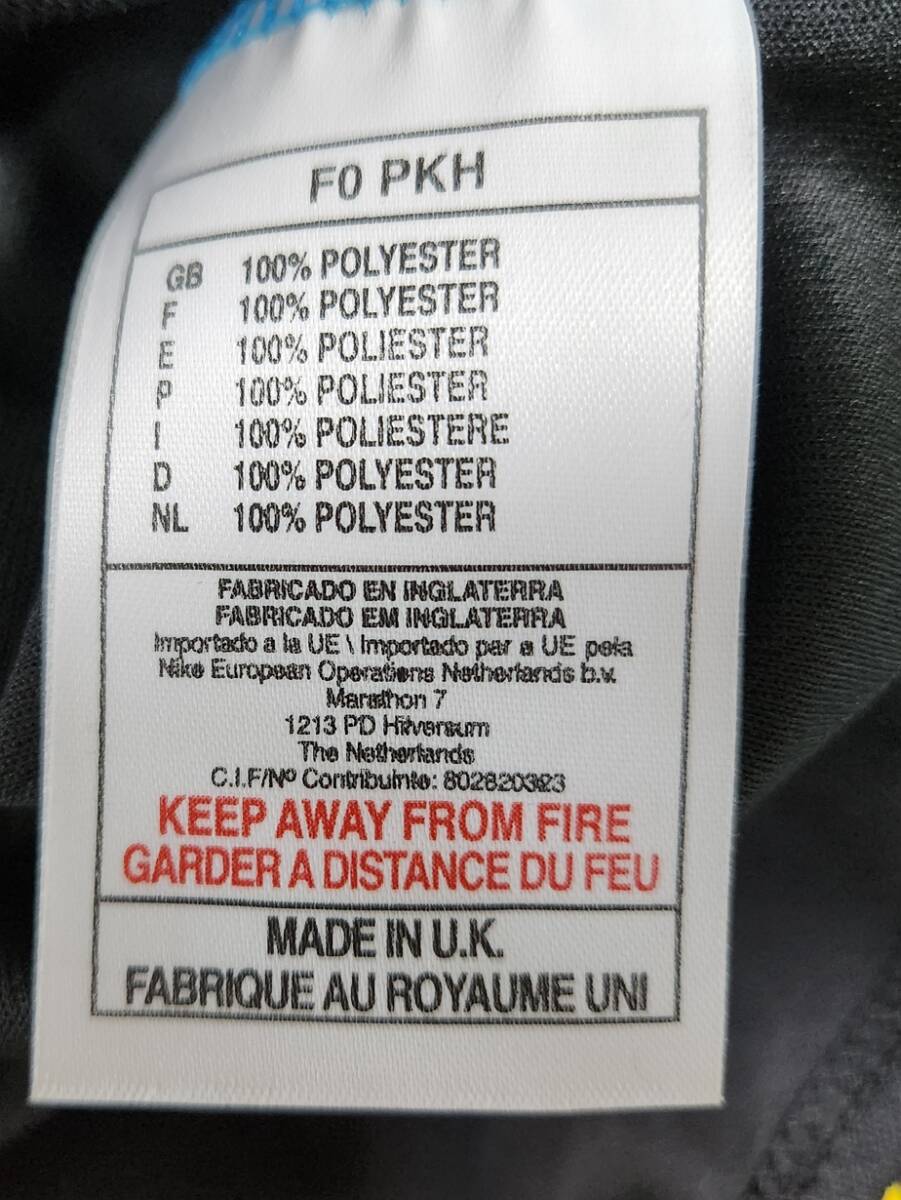 F0 PKH
GB 100% POLYESTER
F 100% POLYESTER
E 100% POLIESTER
P 100% POLIESTER
I 100% POLIESTERE
D 100% POLYESTER
NL 100% POLYESTER
FABRICADO EN INGLATERRA
FABRICADO EM INGLATERRA
Importado a la UE \ Importado par a UE pela
Nike European Operations Netherlands b.v.
Marathon 7
1213 PD Hilversum
The Netherlands
C.I.F/Nº Contribuinte:
KEEP AWAY FROM FIRE
GARDER A DISTANCE DU FEU
MADE IN U.K.
FABRIQUE AU ROYAUME UNI